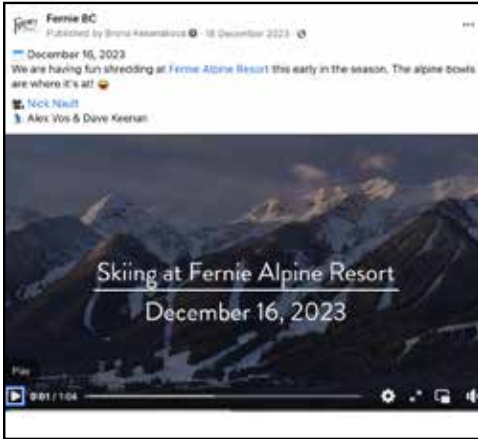 Fernie BC
Published by Brona · 18 December 2023 ·
December 16, 2023
We are having fun shredding at Fernie Alpine Resort this early in the season. The alpine bowls
are where it's at!
Nick Nault
Alex Vos & Dave Keenan
Skiing at Fernie Alpine Resort
December 16, 2023
Play
0:01 / 1:04